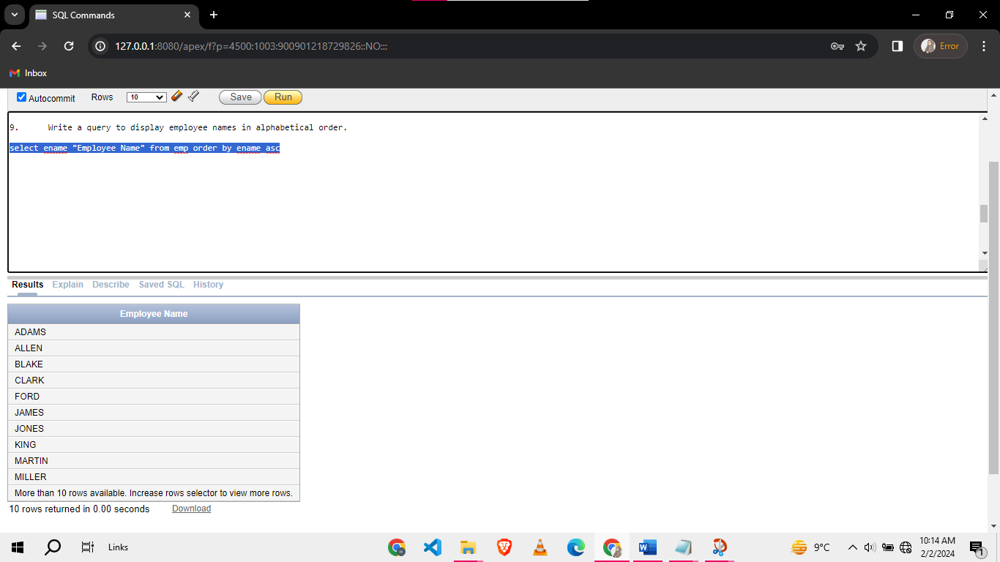 SQL Commands
127.0.0.1:8080/apex/f?p=4500:1003:900901218729826::NO:::
Error
Inbox
Autocommit Rows 10 Save Run
9. Write a query to display employee names in alphabetical order.
select ename "Employee Name" from emp order by ename asc
Results Explain Describe Saved SQL History
Employee Name
ADAMS
ALLEN
BLAKE
CLARK
FORD
JAMES
JONES
KING
MARTIN
MILLER
More than 10 rows available. Increase rows selector to view more rows.
10 rows returned in 0.00 seconds Download
Links
9°C
10:14 AM
2/2/2024
1